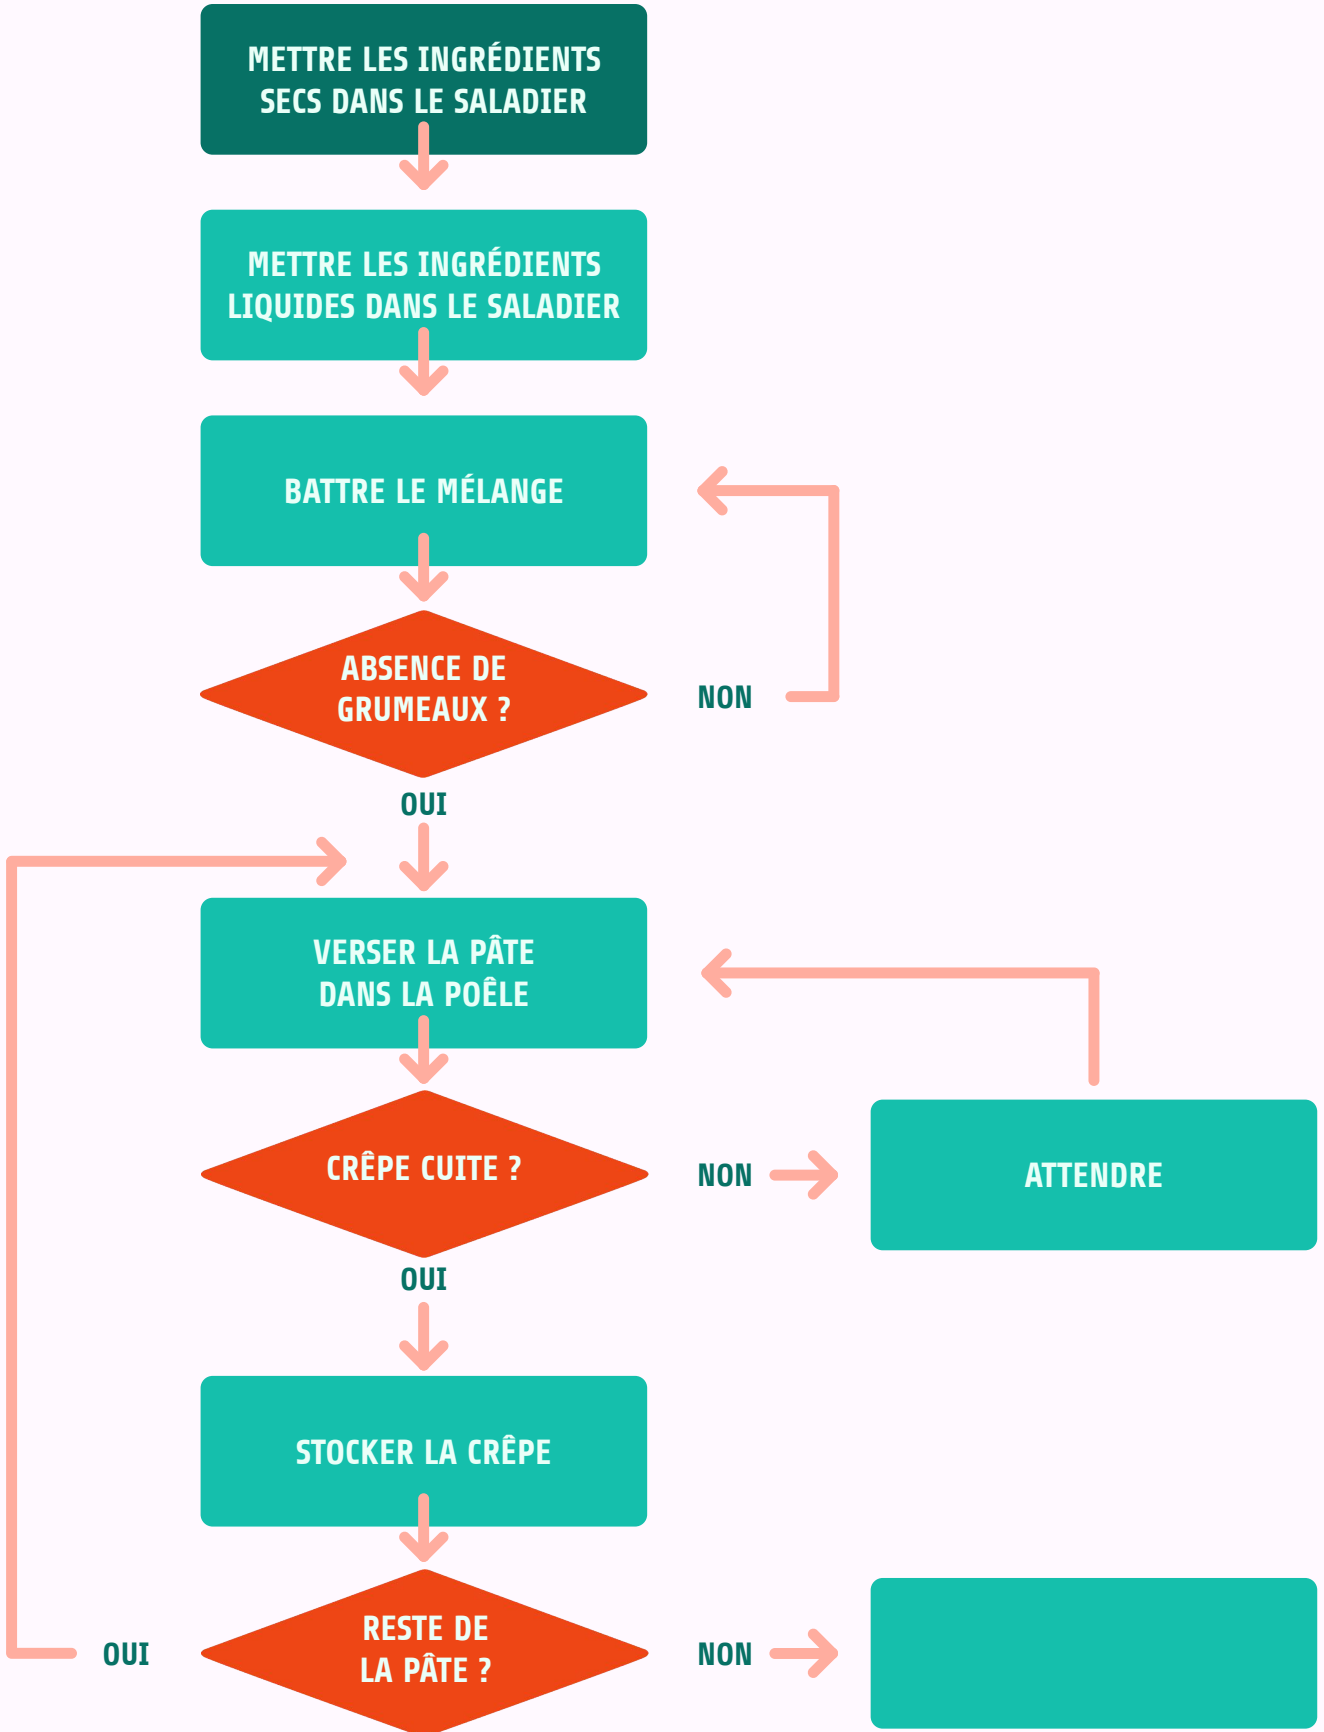 METTRE LES INGRÉDIENTS
SECS DANS LE SALADIER
METTRE LES INGRÉDIENTS
LIQUIDES DANS LE SALADIER
BATTRE LE MÉLANGE
ABSENCE DE
GRUMEAUX ?
NON
OUI
VERSER LA PÂTE
DANS LA POÊLE
CRÊPE CUITE ?
NON
ATTENDRE
OUI
STOCKER LA CRÊPE
RESTE DE
LA PÂTE ?
OUI
NON